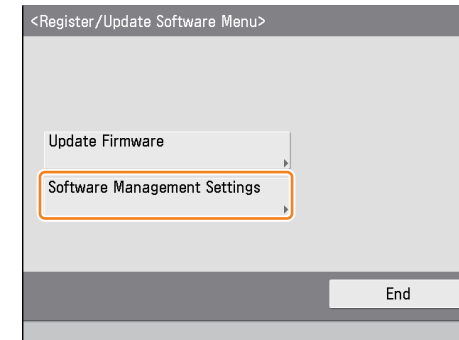 <Register/Update Software Menu>
Update Firmware
Software Management Settings
End